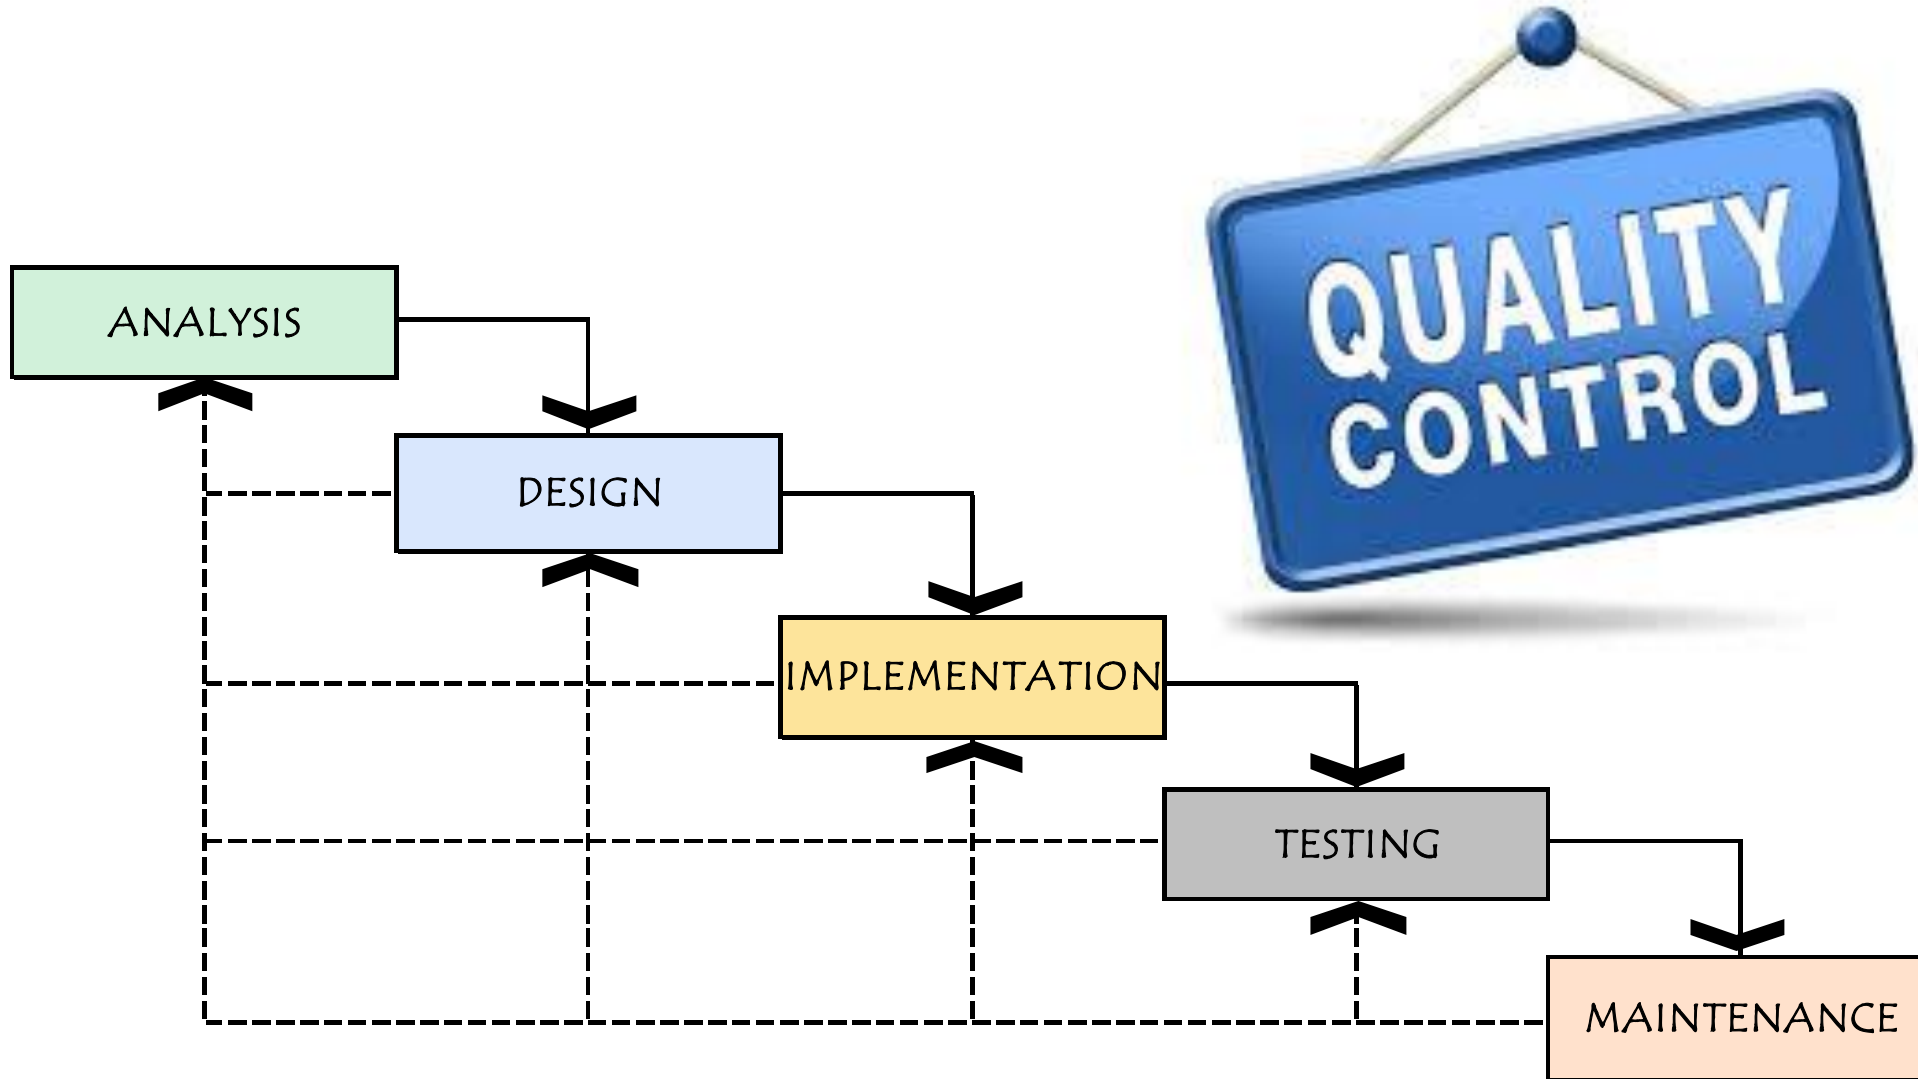 QUALITY
CONTROL
ANALYSIS
DESIGN
IMPLEMENTATION
TESTING
MAINTENANCE